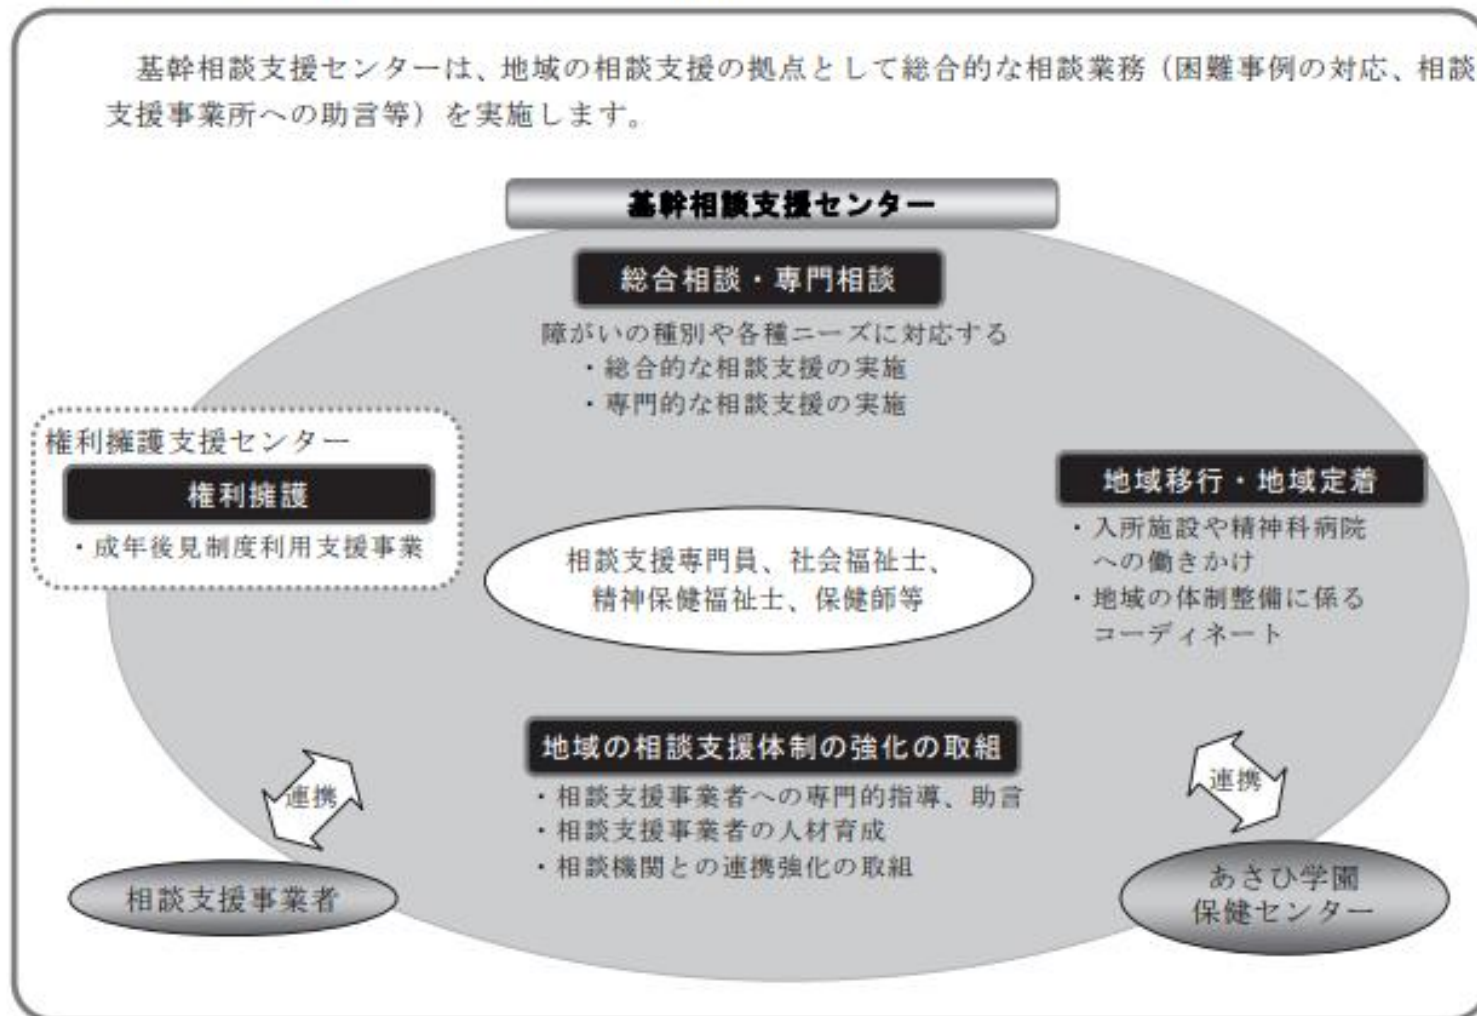 基幹相談支援センターは、地域の相談支援の拠点として総合的な相談業務（困難事例の対応、相談
支援事業所への助言等）を実施します。
基幹相談支援センター
総合相談・専門相談
障がいの種別や各種ニーズに対応する
・総合的な相談支援の実施
・専門的な相談支援の実施
権利擁護支援センター
権利擁護
・成年後見制度利用支援事業
地域移行・地域定着
・入所施設や精神科病院
への働きかけ
・地域の体制整備に係る
コーディネート
相談支援専門員、社会福祉士、
精神保健福祉士、保健師等
地域の相談支援体制の強化の取組
・相談支援事業者への専門的指導、助言
・相談支援事業者の人材育成
・相談機関との連携強化の取組
連携
相談支援事業者
連携
あさひ学園
保健センター